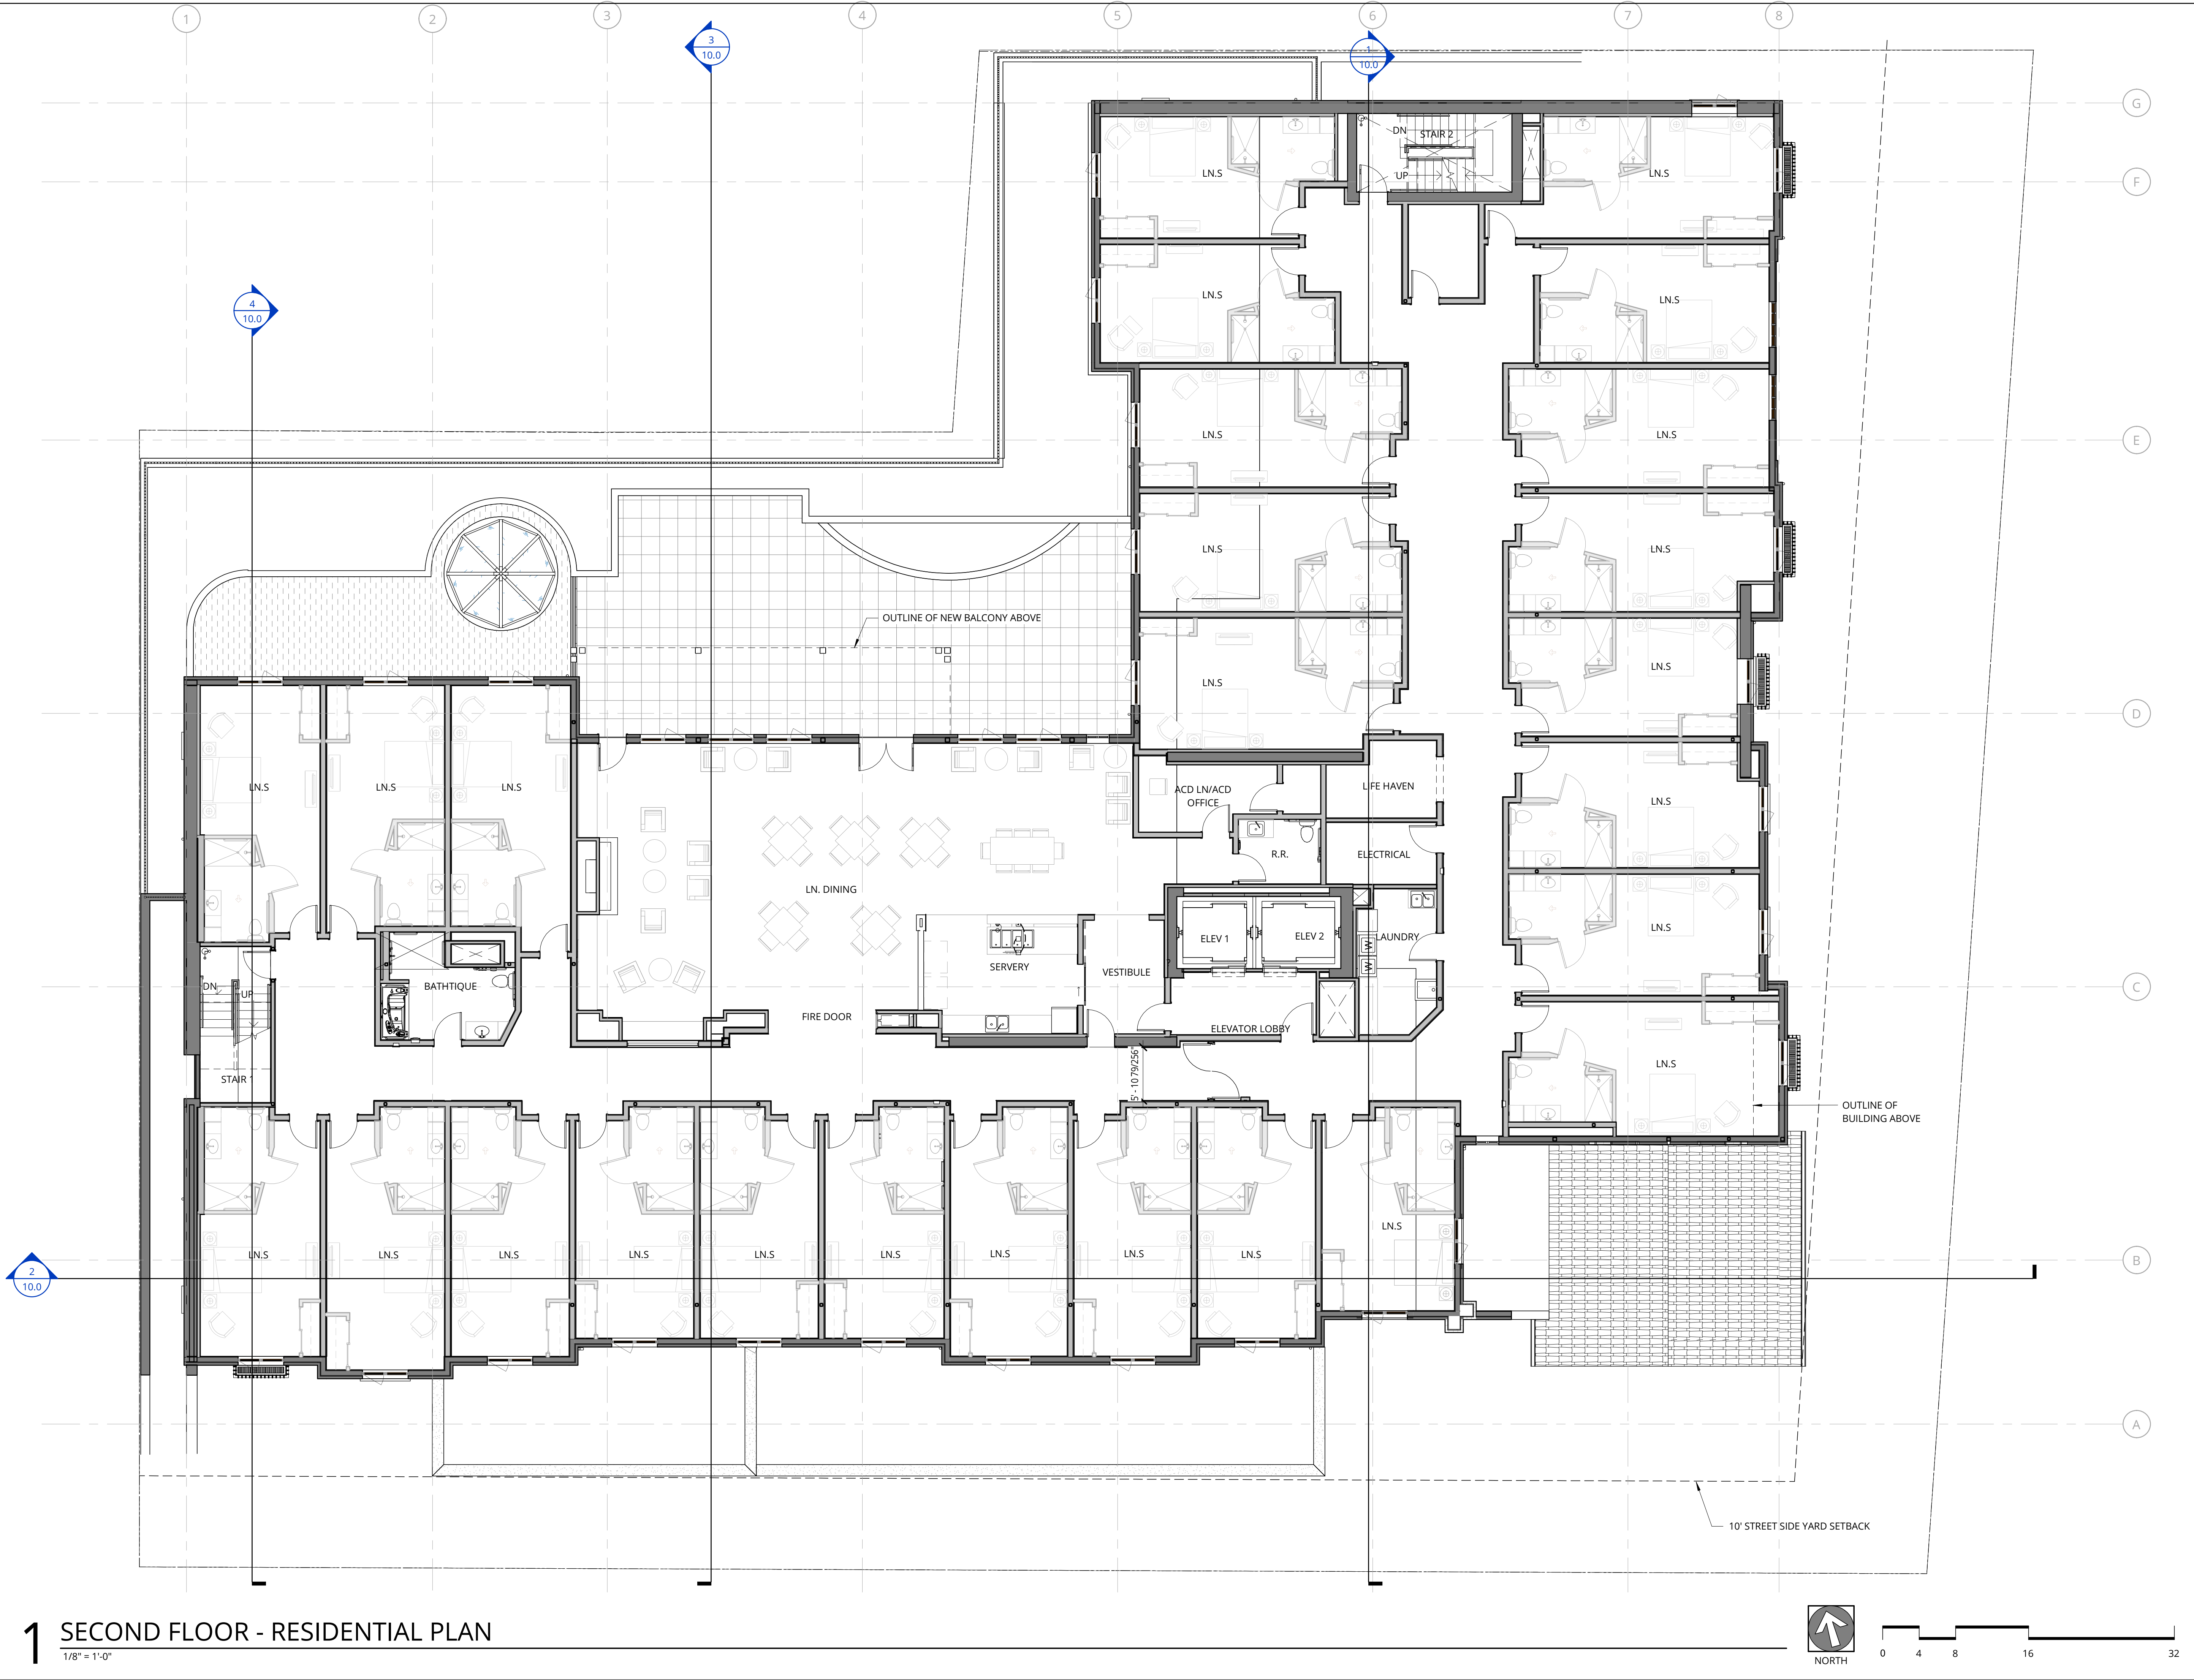 1
2
3
4
5
6
7
8
3
10.0
1
10.0
G
DN
STAIR 2
UP
LN.S
LN.S
F
LN.S
LN.S
4
10.0
LN.S
LN.S
E
LN.S
LN.S
OUTLINE OF NEW BALCONY ABOVE
LN.S
LN.S
D
LN.S
LN.S
LN.S
ACD LN/ACD
OFFICE
LIFE HAVEN
LN.S
R.R.
ELECTRICAL
LN. DINING
LN.S
ELEV 1
ELEV 2
LAUNDRY
W
W
SERVERY
VESTIBULE
DN
UP
BATHTIQUE
C
FIRE DOOR
ELEVATOR LOBBY
5' - 10 79/256"
LN.S
STAIR 1
OUTLINE OF
BUILDING ABOVE
LN.S
LN.S
LN.S
LN.S
LN.S
LN.S
LN.S
LN.S
LN.S
LN.S
B
2
10.0
A
10' STREET SIDE YARD SETBACK
1
SECOND FLOOR - RESIDENTIAL PLAN
1/8" = 1'-0"
NORTH
0
4
8
16
32